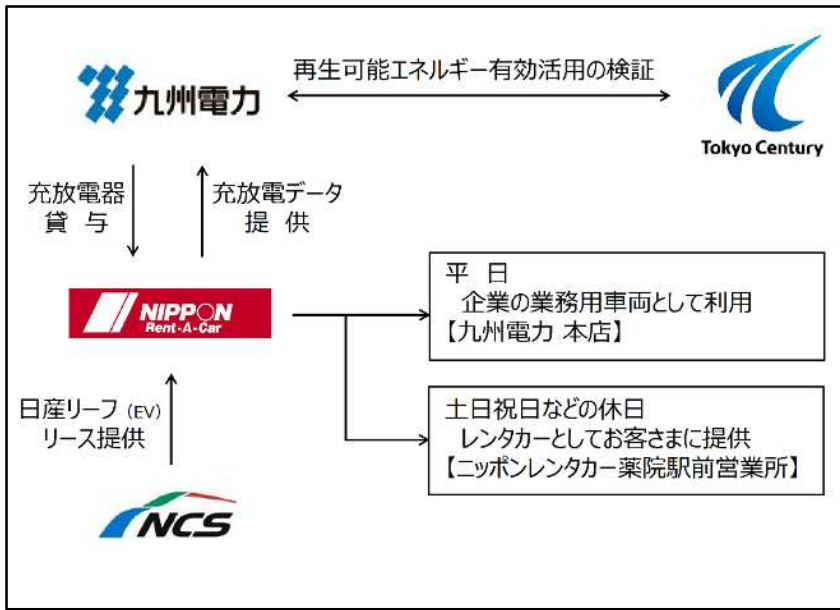 九州電力
再生可能エネルギー有効活用の検証
Tokyo Century
充放電器
貸 与
充放電データ
提 供
NIPPON
Rent-A-Car
平 日
企業の業務用車両として利用
【九州電力 本店】
日産リーフ (EV)
リース提供
土日祝日などの休日
レンタカーとしてお客さまに提供
【ニッポンレンタカー薬院駅前営業所】
NCS